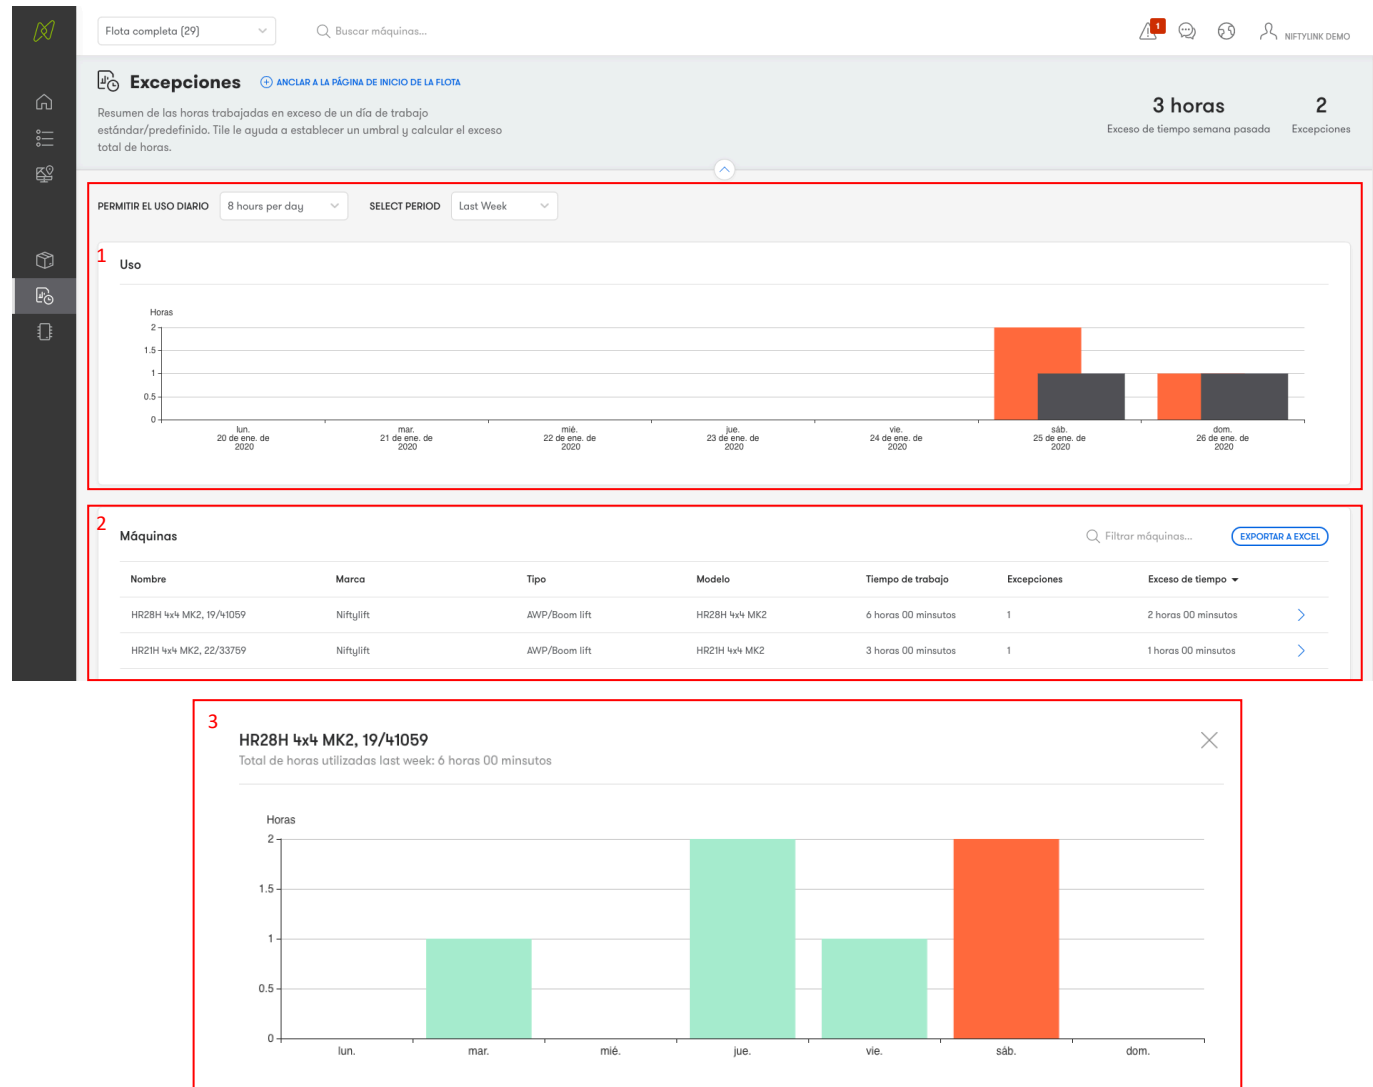 Flota completa (29)
Buscar máquinas...
1
NIFTYLINK DEMO
Excepciones
ANCLAR A LA PÁGINA DE INICIO DE LA FLOTA
Resumen de las horas trabajadas en exceso de un día de trabajo
estándar/predefinido. Tile le ayuda a establecer un umbral y calcular el exceso
total de horas.
3 horas
Exceso de tiempo semana pasada
2
Excepciones
PERMITIR EL USO DIARIO
8 hours per day
SELECT PERIOD
Last Week
1
Uso
Horas
2
1.5
1
0.5
0
lun.
20 de ene. de
2020
mar.
21 de ene. de
2020
mié.
22 de ene. de
2020
jue.
23 de ene. de
2020
vie.
24 de ene. de
2020
sáb.
25 de ene. de
2020
dom.
26 de ene. de
2020
2
Máquinas
Filtrar máquinas...
EXPORTAR A EXCEL
Nombre Marca Tipo Modelo Tiempo de trabajo Excepciones Exceso de tiempo
HR28H 4x4 MK2, 19/41059 Niftylift AWP/Boom lift HR28H 4x4 MK2 6 horas 00 minsutos 1 2 horas 00 minsutos
HR21H 4x4 MK2, 22/33759 Niftylift AWP/Boom lift HR21H 4x4 MK2 3 horas 00 minsutos 1 1 horas 00 minsutos
3
HR28H 4x4 MK2, 19/41059
Total de horas utilizadas last week: 6 horas 00 minsutos
Horas
2
1.5
1
0.5
0
lun. mar. mié. jue. vie. sáb. dom.